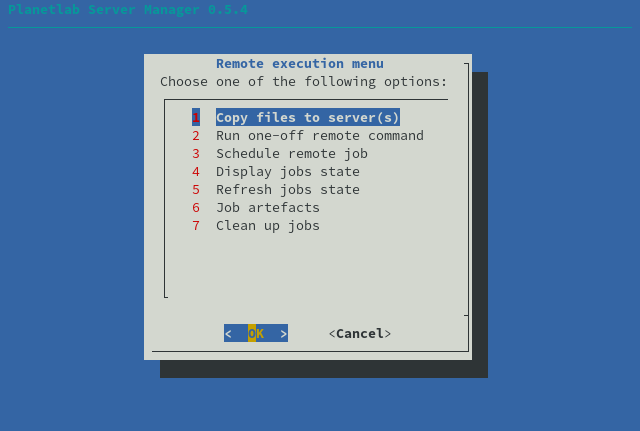 Planetlab Server Manager 0.5.4
Remote execution menu
Choose one of the following options:
1 Copy files to server(s)
2 Run one-off remote command
3 Schedule remote job
4 Display jobs state
5 Refresh jobs state
6 Job artefacts
7 Clean up jobs
< OK > <Cancel>